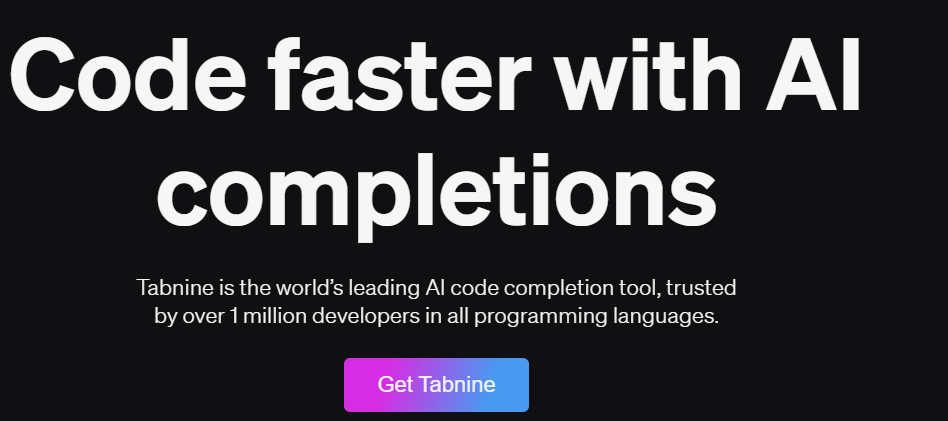 Code faster with AI
completions
Tabnine is the world’s leading AI code completion tool, trusted
by over 1 million developers in all programming languages.
Get Tabnine